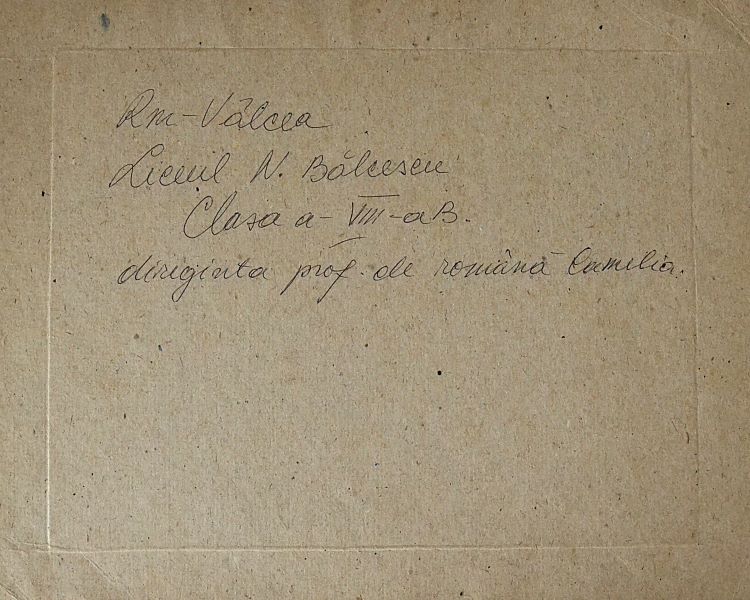 Rm-Vâlcea
Liceul N. Bălcescu
Clasa a-VIII-a B.
diriginta prof. de română Camelia.